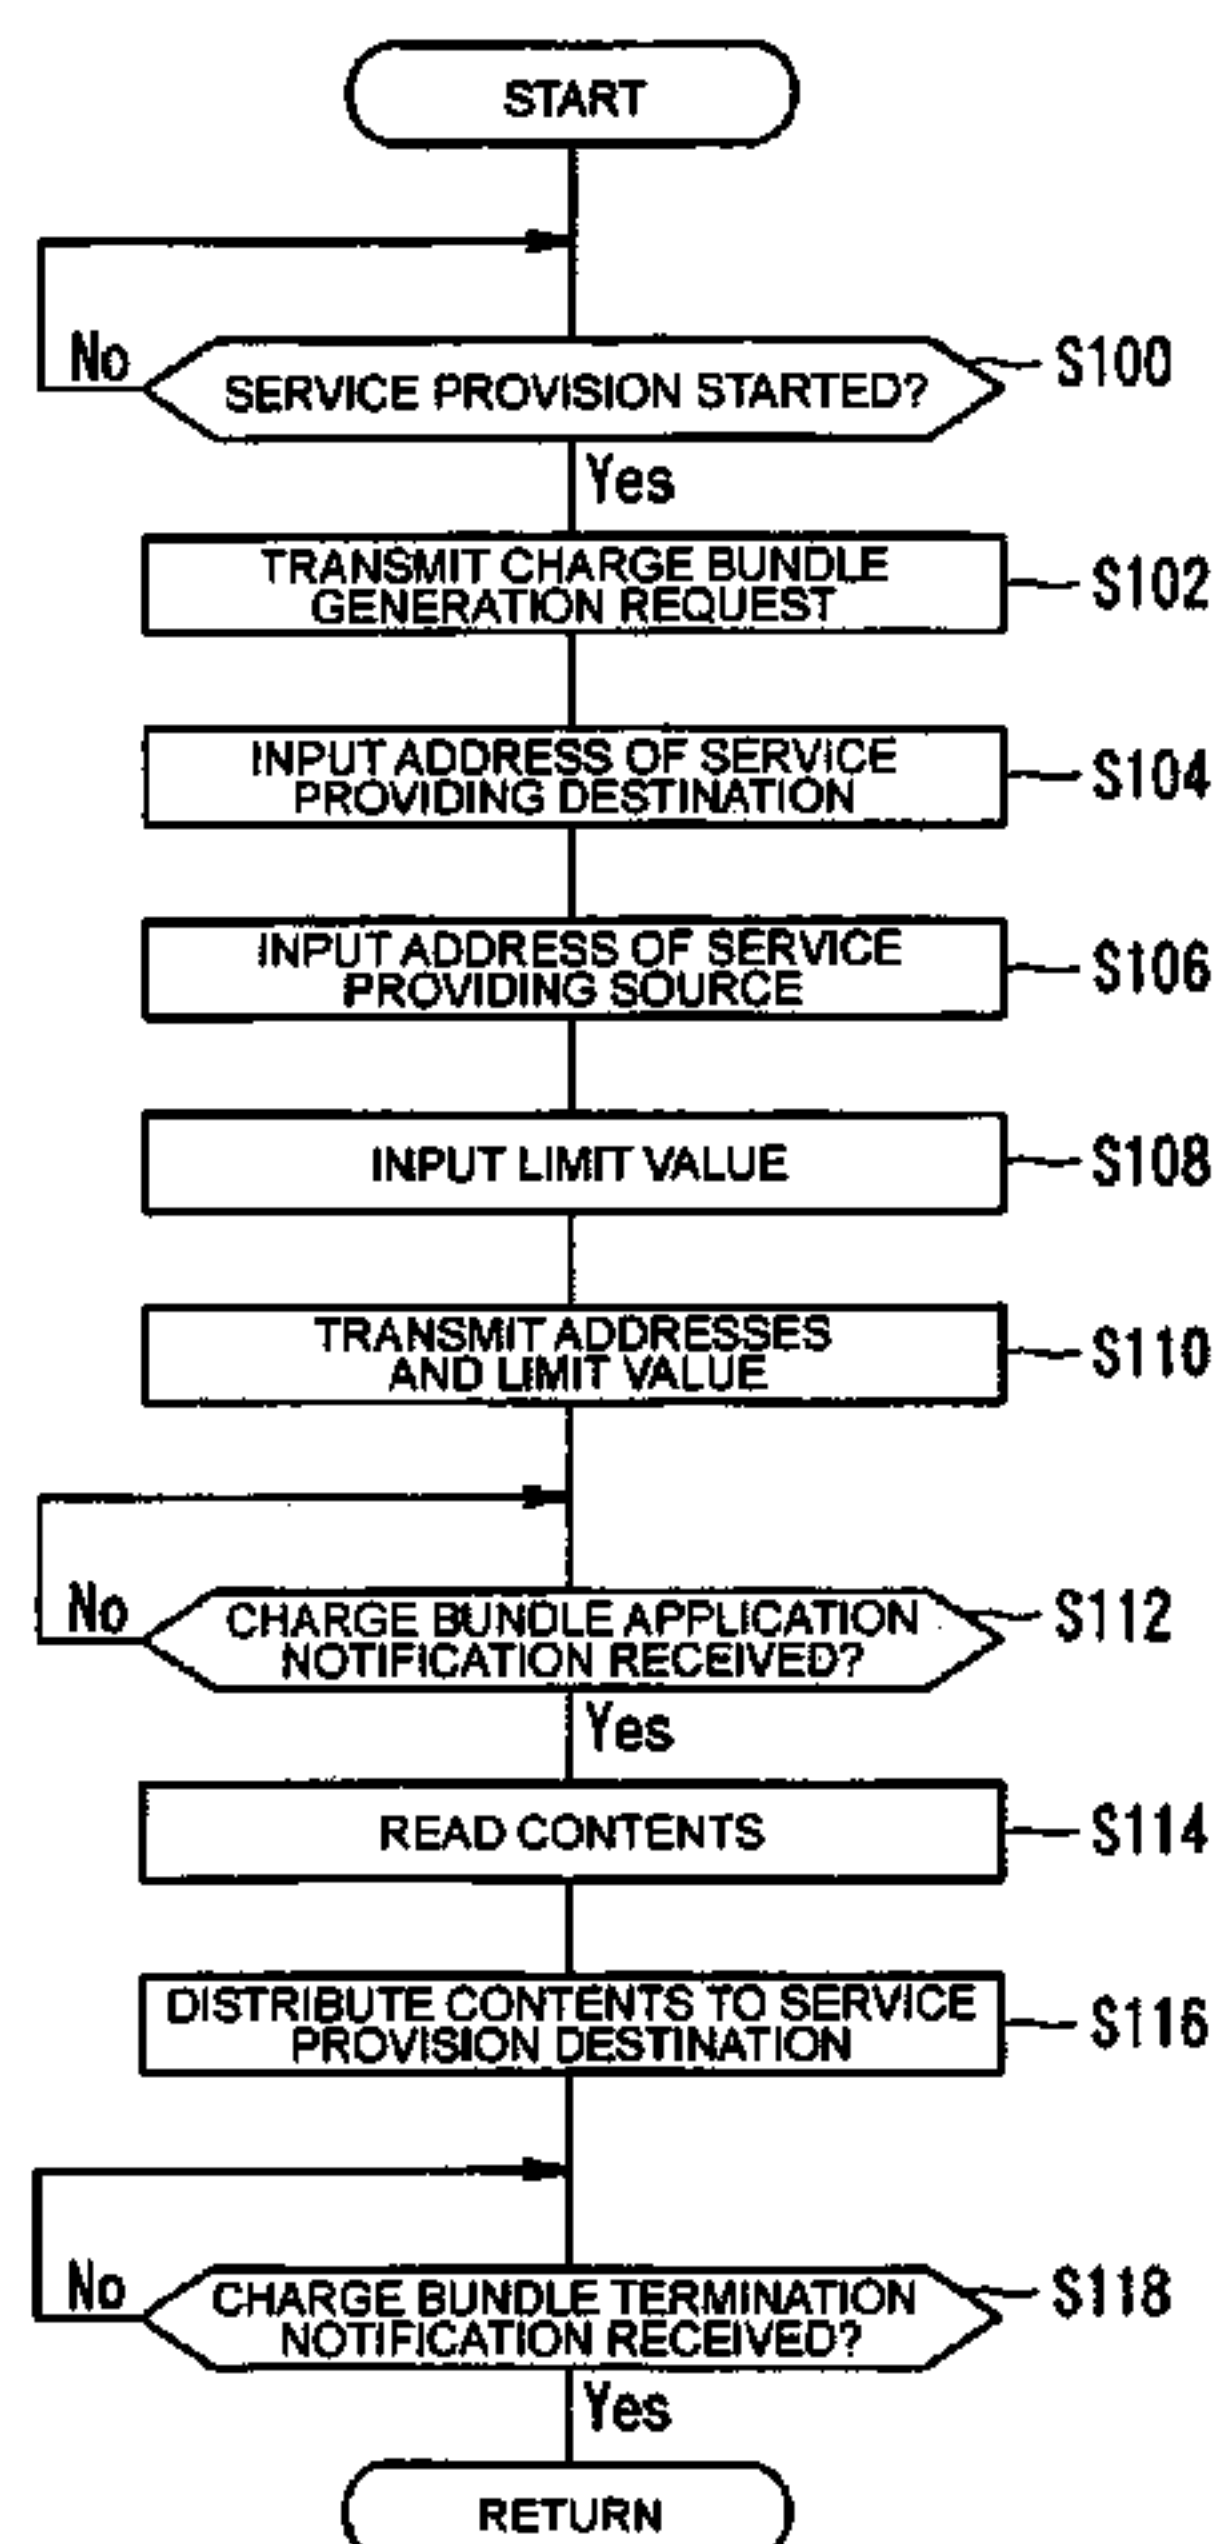 START
No
SERVICE PROVISION STARTED?
S100
Yes
TRANSMIT CHARGE BUNDLE
GENERATION REQUEST
S102
INPUT ADDRESS OF SERVICE
PROVIDING DESTINATION
S104
INPUT ADDRESS OF SERVICE
PROVIDING SOURCE
S106
INPUT LIMIT VALUE
S108
TRANSMIT ADDRESSES
AND LIMIT VALUE
S110
No
CHARGE BUNDLE APPLICATION
NOTIFICATION RECEIVED?
S112
Yes
READ CONTENTS
S114
DISTRIBUTE CONTENTS TO SERVICE
PROVISION DESTINATION
S116
No
CHARGE BUNDLE TERMINATION
NOTIFICATION RECEIVED?
S118
Yes
RETURN